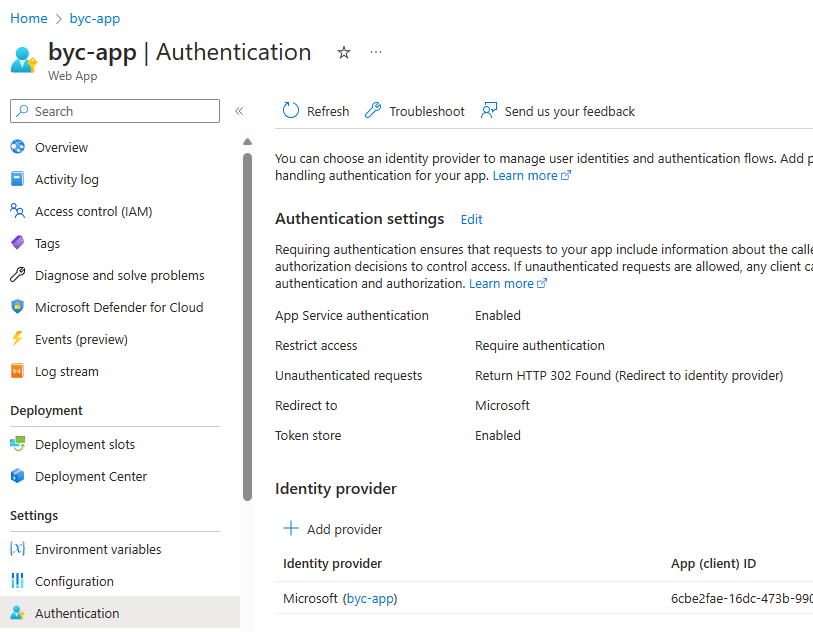 Home > byc-app
byc-app | Authentication
Web App
Search
Refresh
Troubleshoot
Send us your feedback
Overview
Activity log
Access control (IAM)
Tags
Diagnose and solve problems
Microsoft Defender for Cloud
Events (preview)
Log stream
Deployment
Deployment slots
Deployment Center
Settings
Environment variables
Configuration
Authentication
You can choose an identity provider to manage user identities and authentication flows. Add
handling authentication for your app. Learn more
Authentication settings Edit
Requiring authentication ensures that requests to your app include information about the
authorization decisions to control access. If unauthenticated requests are allowed, any client
authentication and authorization. Learn more
App Service authentication Enabled
Restrict access Require authentication
Unauthenticated requests Return HTTP 302 Found (Redirect to identity provider)
Redirect to Microsoft
Token store Enabled
Identity provider
Add provider
Identity provider App (client) ID
Microsoft (byc-app) 6cbe2fae-16dc-473b-990